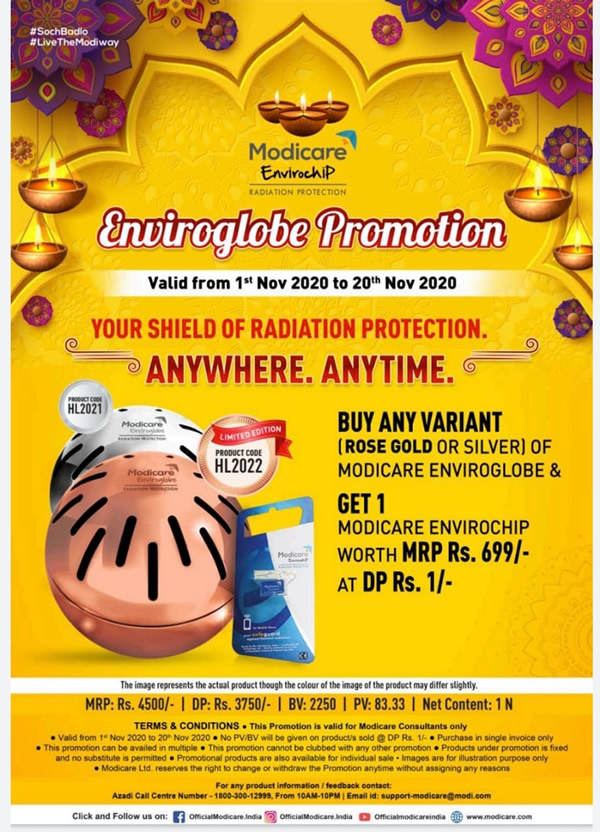 #SochBadlo
#LiveTheModiway
Modicare
Envirochip
RADIATION PROTECTION
Enviroglobe Promotion
Valid from 1st Nov 2020 to 20th Nov 2020
YOUR SHIELD OF RADIATION PROTECTION.
ANYWHERE. ANYTIME.
PRODUCT CODE
HL2021
Modicare
Enviroglobe
RADIATION PROTECTION
LIMITED EDITION
PRODUCT CODE
HL2022
Modicare
Enviroglobe
RADIATION PROTECTION
Modicare
Envirochip
BUY ANY VARIANT
(ROSE GOLD OR SILVER) OF
MODICARE ENVIROGLOBE &
GET 1
MODICARE ENVIROCHIP
WORTH MRP Rs. 699/-
AT DP Rs. 1/-
The image represents the actual product though the colour of the image of the product may differ slightly.
MRP: Rs. 4500/- | DP: Rs. 3750/- | BV: 2250 | PV: 83.33 | Net Content: 1 N
TERMS & CONDITIONS • This Promotion is valid for Modicare Consultants only
• Valid from 1st Nov 2020 to 20th Nov 2020 • No PV/BV will be given on product/s sold @ DP Rs. 1/- • Purchase in single invoice only
• This promotion can be availed in multiple • This promotion cannot be clubbed with any other promotion • Products under promotion is fixed
and no substitute is permitted • Promotional products are also available for individual sale • Images are for illustration purpose only
• Modicare Ltd. reserves the right to change or withdraw the Promotion anytime without assigning any reasons
For any product information / feedback contact:
Azadi Call Centre Number - 1800-300-12999, From 10AM-10PM | Email id: support-modicare@modi.com
Click and Follow us on: OfficialModicare.India OfficialModicare.India Officialmodicareindia www.modicare.com